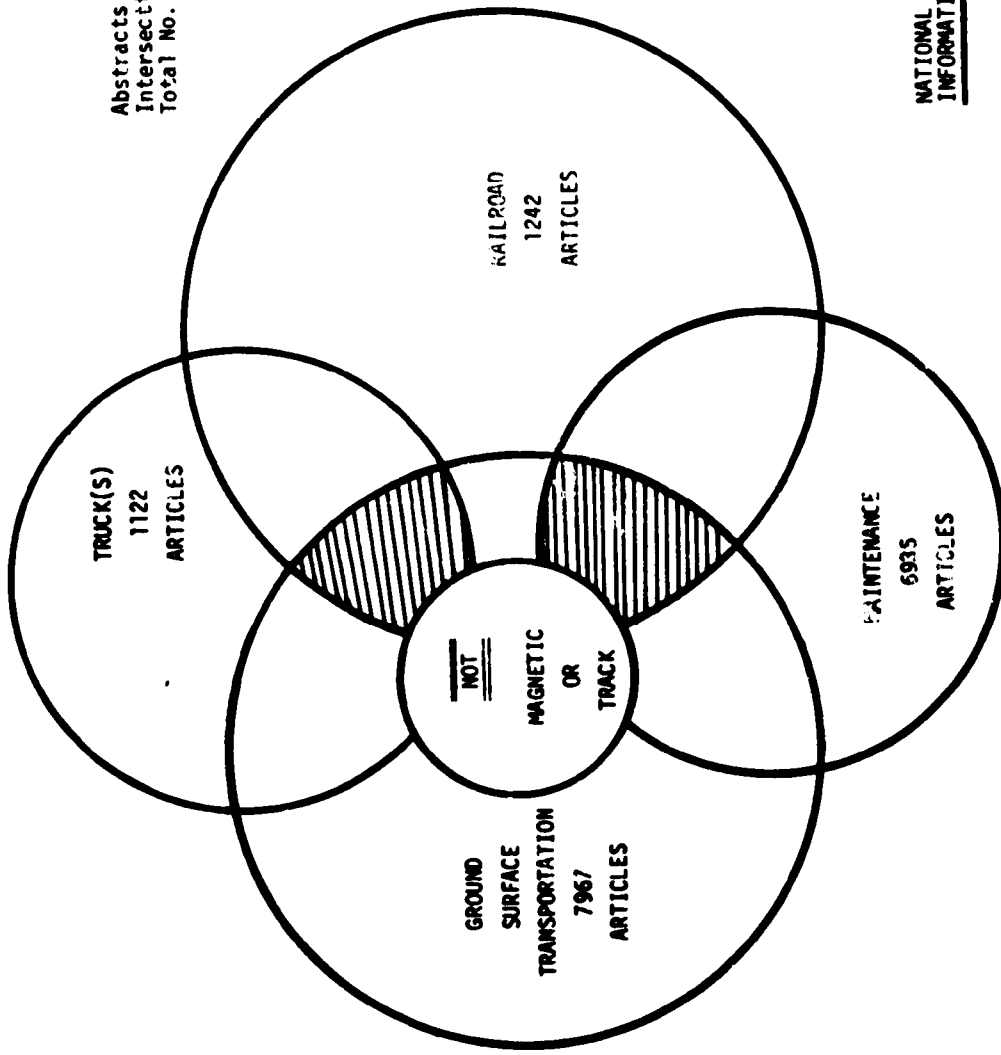 TRUCK(S)
1122
ARTICLES
Abstracts
Intersecti
Total No.
GROUND
SURFACE
TRANSPORTATION
7967
ARTICLES
NOT
MAGNETIC
OR
TRACK
RAILROAD
1242
ARTICLES
MAINTENANCE
6935
ARTICLES
NATIONAL
INFORMATI